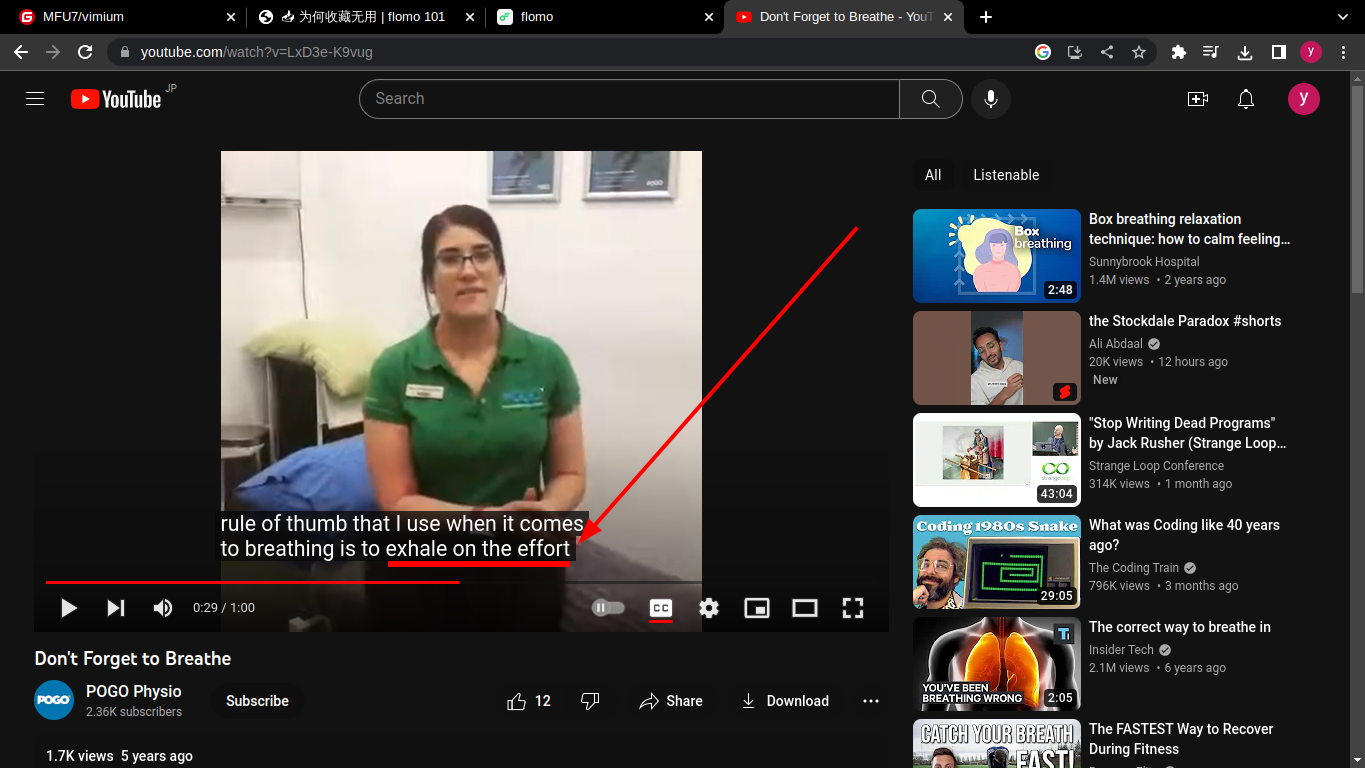 MFU7/vimium
📥 为何收藏无用 | flomo 101
flomo
Don't Forget to Breathe - YouT
youtube.com/watch?v=LxD3e-K9vug
y
YouTube JP
Search
y
All
Listenable
rule of thumb that I use when it comes
to breathing is to exhale on the effort
0:29 / 1:00
CC
Don't Forget to Breathe
POGO
POGO Physio
2.36K subscribers
Subscribe
12
Share
Download
1.7K views 5 years ago
Box
breathing
2:48
Box breathing relaxation
technique: how to calm feeling…
Sunnybrook Hospital
1.4M views • 2 years ago
the Stockdale Paradox #shorts
Ali Abdaal
20K views • 12 hours ago
New
43:04
"Stop Writing Dead Programs"
by Jack Rusher (Strange Loop…
Strange Loop Conference
314K views • 1 month ago
Coding 1980s Snake
29:05
What was Coding like 40 years
ago?
The Coding Train
796K views • 3 months ago
YOU'VE BEEN
BREATHING WRONG
2:05
The correct way to breathe in
Insider Tech
2.1M views • 6 years ago
CATCH YOUR BREATH
FAST!
The FASTEST Way to Recover
During Fitness